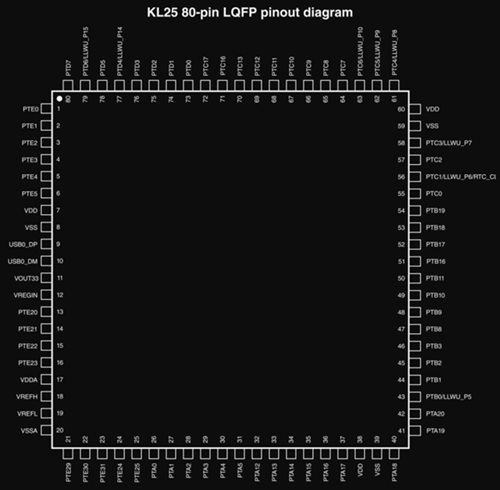 KL25 80-pin LQFP pinout diagram
PTD7
PTD6/LLWU_P15
PTD5
PTD4/LLWU_P14
PTD3
PTD2
PTD1
PTD0
PTC17
PTC16
PTC13
PTC12
PTC11
PTC10
PTC9
PTC8
PTC7
PTC6/LLWU_P10
PTC5/LLWU_P9
PTC4/LLWU_P8
80 79 78 77 76 75 74 73 72 71 70 69 68 67 66 65 64 63 62 61
PTE0 1 60 VDD
PTE1 2 59 VSS
PTE2 3 58 PTC3/LLWU_P7
PTE3 4 57 PTC2
PTE4 5 56 PTC1/LLWU_P6/RTC_CI
PTE5 6 55 PTC0
VDD 7 54 PTB19
VSS 8 53 PTB18
USB0_DP 9 52 PTB17
USB0_DM 10 51 PTB16
VOUT33 11 50 PTB11
VREGIN 12 49 PTB10
PTE20 13 48 PTB9
PTE21 14 47 PTB8
PTE22 15 46 PTB3
PTE23 16 45 PTB2
VDDA 17 44 PTB1
VREFH 18 43 PTB0/LLWU_P5
VREFL 19 42 PTA20
VSSA 20 41 PTA19
21 22 23 24 25 26 27 28 29 30 31 32 33 34 35 36 37 38 39 40
PTE29
PTE30
PTE31
PTE24
PTE25
PTA0
PTA1
PTA2
PTA3
PTA4
PTA5
PTA12
PTA13
PTA14
PTA15
PTA16
PTA17
VDD
VSS
PTA18